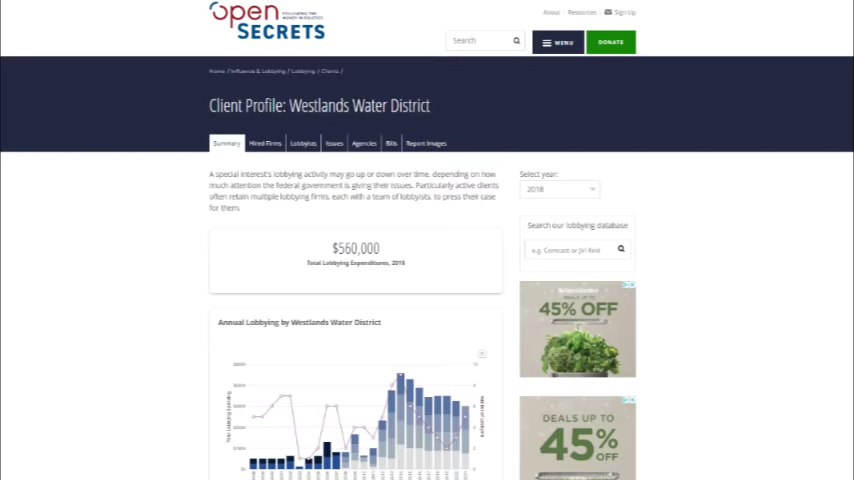 open
SECRETS
About
Resources
Sign Up
Search
MENU
DONATE
Home / Influence & Lobbying / Lobbying / Clients /
Client Profile: Westlands Water District
Summary
Hired Firms
Lobbyists
Issues
Agencies
Bills
Report Images
A special interest's lobbying activity may go up or down over time, depending on how
much attention the federal government is giving their issues. Particularly active clients
often retain multiple lobbying firms, each with a team of lobbyists, to press their case
for them.
Select year:
2018
Search our lobbying database
e.g. Comcast or
$560,000
Total Lobbying Expenditures, 2018
DEALS UP TO
45% OFF
Annual Lobbying by Westlands Water District
DEALS UP TO
45%
OFF